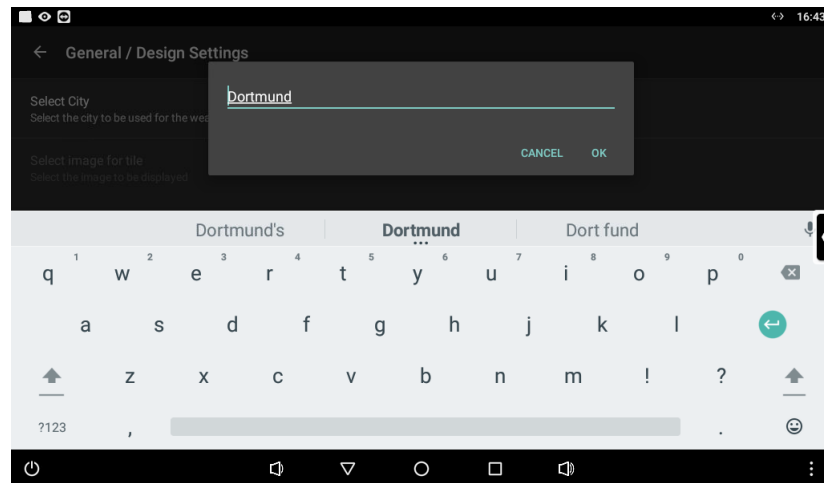 16:43
General / Design Settings
Dortmund
Select City
Select the city to be used for the wea
CANCEL OK
Select image for tile
Select the image to be displayed
Dortmund's Dortmund Dort fund
q 1 w 2 e 3 r 4 t 5 y 6 u 7 i 8 o 9 p 0
a s d f g h j k l
z x c v b n m ! ?
?123 , .